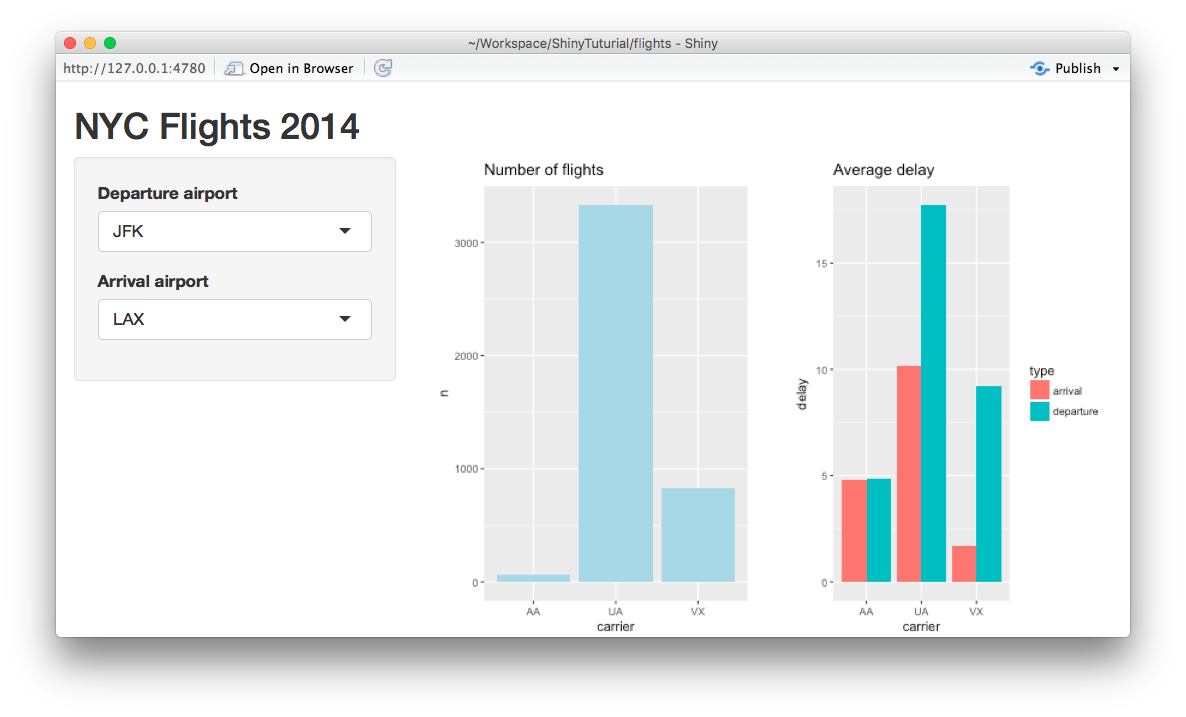 ~/Workspace/ShinyTuturial/flights - Shiny
http://127.0.0.1:4780 Open in Browser Publish
NYC Flights 2014
Departure airport
JFK
Arrival airport
LAX
Number of flights
3000
2000
1000
0
n
AA UA VX
carrier
Average delay
15
10
5
0
delay
AA UA VX
carrier
type
arrival
departure